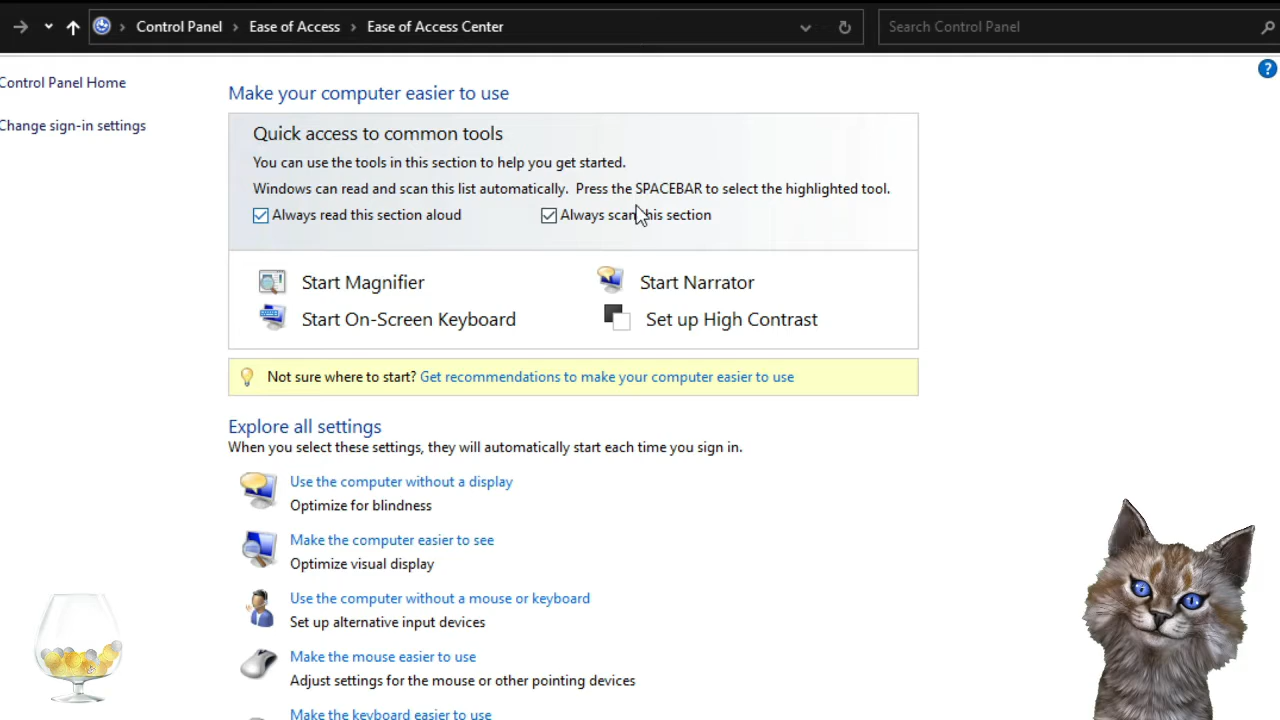 Control Panel > Ease of Access > Ease of Access Center
Search Control Panel
?
Control Panel Home
Change sign-in settings
Make your computer easier to use
Quick access to common tools
You can use the tools in this section to help you get started.
Windows can read and scan this list automatically. Press the SPACEBAR to select the highlighted tool.
Always read this section aloud
Always scan this section
Start Magnifier
Start Narrator
Start On-Screen Keyboard
Set up High Contrast
Not sure where to start? Get recommendations to make your computer easier to use
Explore all settings
When you select these settings, they will automatically start each time you sign in.
Use the computer without a display
Optimize for blindness
Make the computer easier to see
Optimize visual display
Use the computer without a mouse or keyboard
Set up alternative input devices
Make the mouse easier to use
Adjust settings for the mouse or other pointing devices
Make the keyboard easier to use